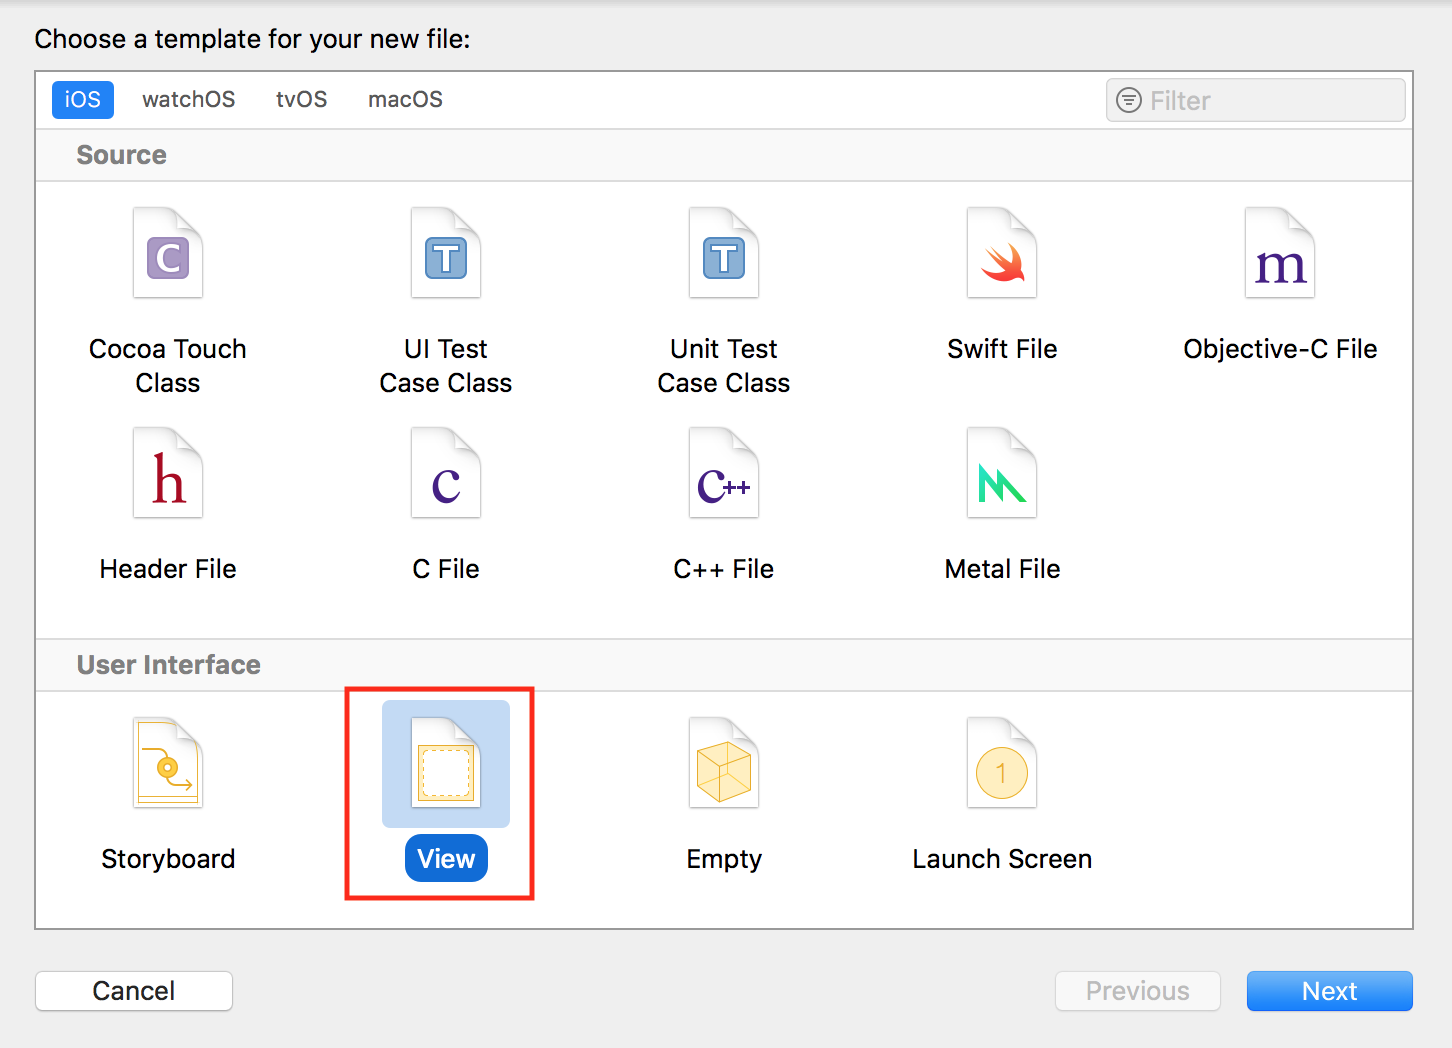 Choose a template for your new file:
iOS watchOS tvOS macOS Filter
Source
C T T m
Cocoa Touch Class
UI Test Case Class
Unit Test Case Class
Swift File
Objective-C File
h c C++
Header File C File C++ File Metal File
User Interface
1
Storyboard View Empty Launch Screen
Cancel Previous Next